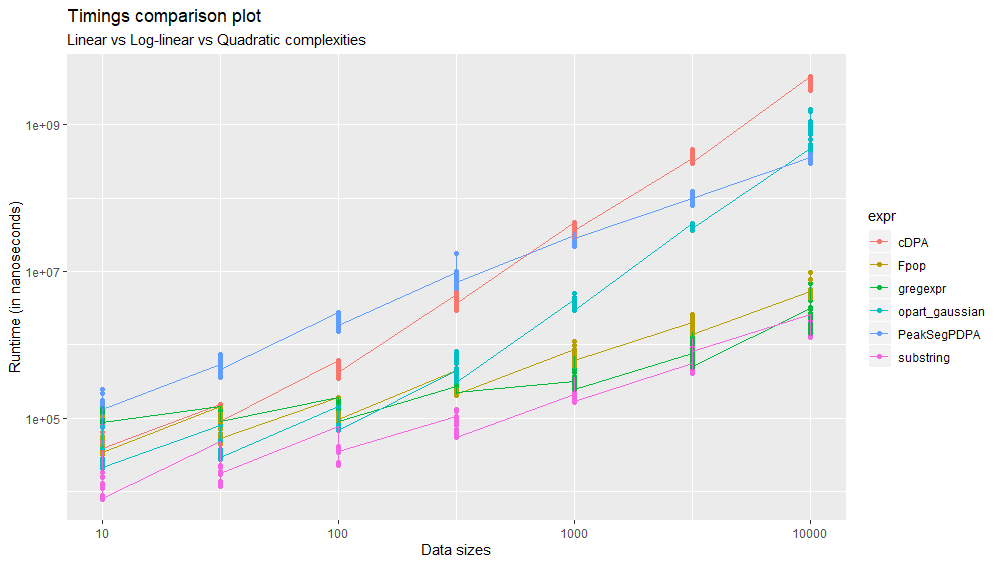 Timings comparison plot
Linear vs Log-linear vs Quadratic complexities
Runtime (in nanoseconds)
1e+09
1e+07
1e+05
10
100
1000
10000
Data sizes
expr
cDPA
Fpop
gregexpr
opart_gaussian
PeakSegPDPA
substring